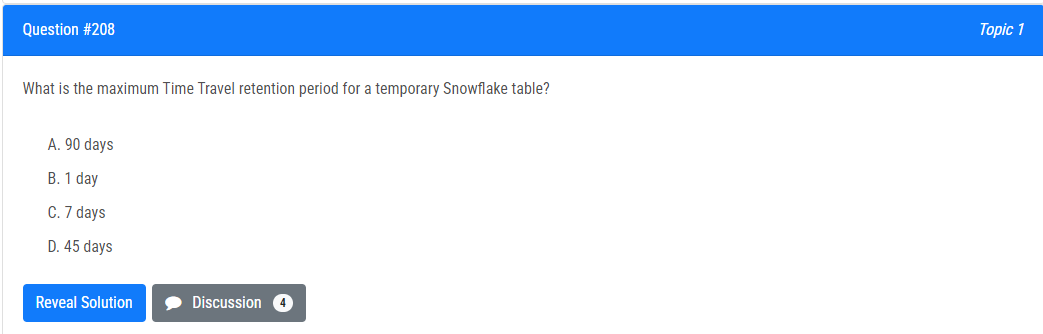 Question #208
Topic 1
What is the maximum Time Travel retention period for a temporary Snowflake table?
A. 90 days
B. 1 day
C. 7 days
D. 45 days
Reveal Solution
Discussion 4